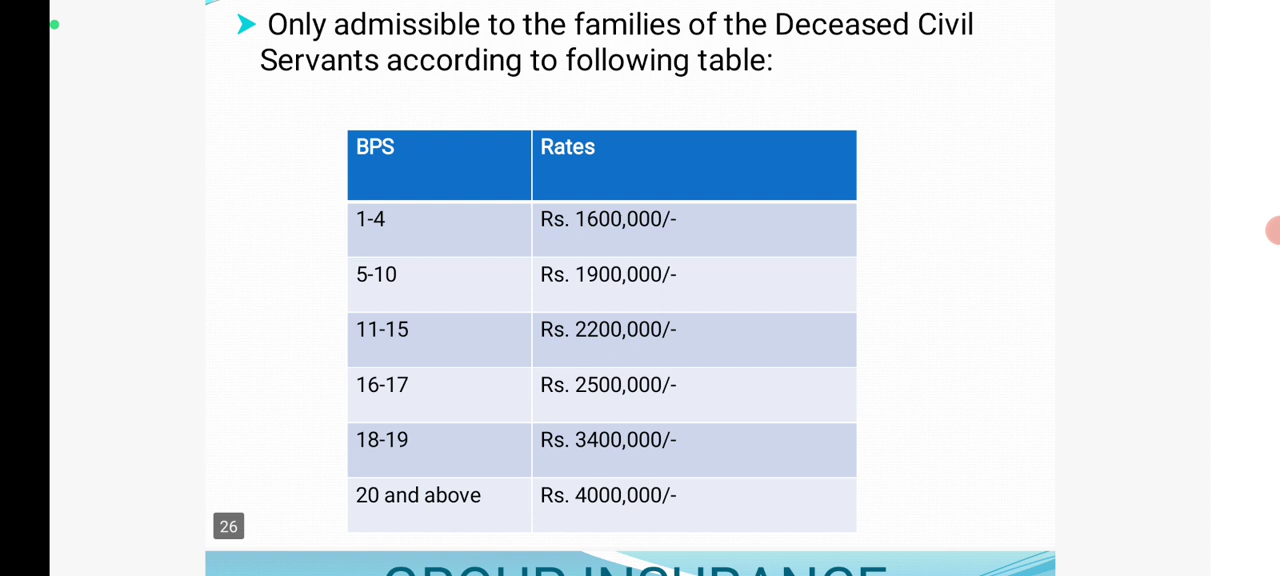 ➤ Only admissible to the families of the Deceased Civil
Servants according to following table:
BPS Rates
1-4 Rs. 1600,000/-
5-10 Rs. 1900,000/-
11-15 Rs. 2200,000/-
16-17 Rs. 2500,000/-
18-19 Rs. 3400,000/-
20 and above Rs. 4000,000/-
26
GROUP INSURANCE